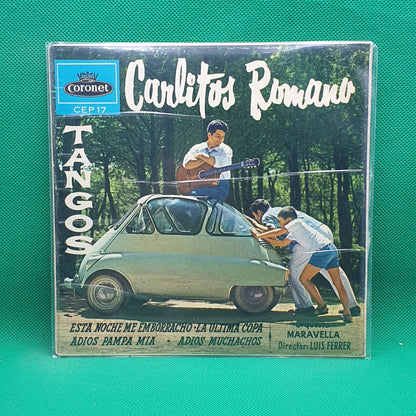 Coronet
CEP.17
Carlitos Romano
TANGOS
ESTA NOCHE ME EMBORRACHO - LA ULTIMA COPA
ADIOS PAMPA MIA - ADIOS MUCHACHOS
MARAVELLA
Director: LUIS FERRER